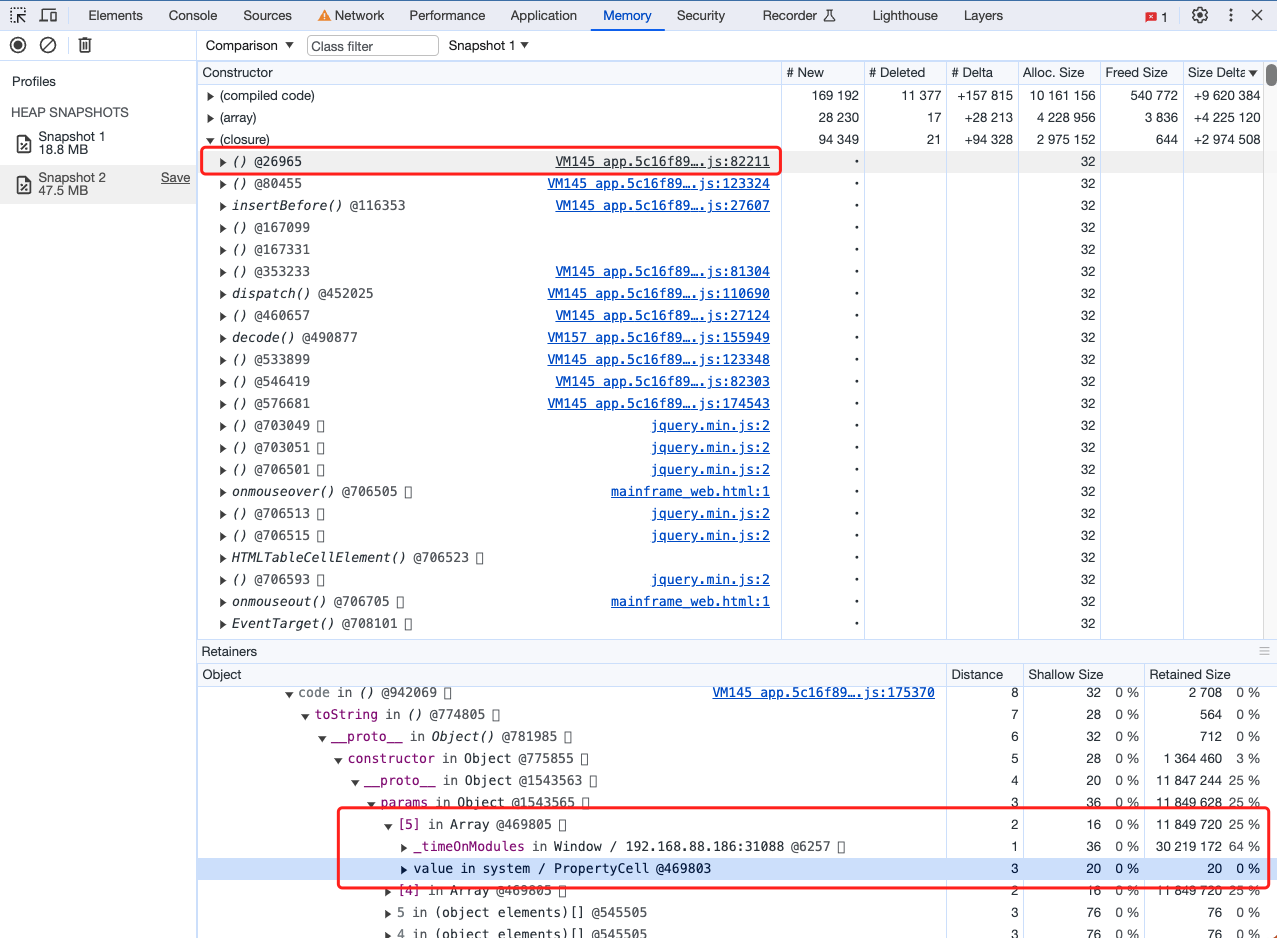 Elements Console Sources Network Performance Application Memory Security Recorder Lighthouse Layers 1
Comparison ▼ Class filter Snapshot 1 ▼
Profiles
HEAP SNAPSHOTS
Snapshot 1
18.8 MB
Snapshot 2 Save
47.5 MB
Constructor # New # Deleted # Delta Alloc. Size Freed Size Size Delta ▼
▶ (compiled code) 169 192 11 377 +157 815 10 161 156 540 772 +9 620 384
▶ (array) 28 230 17 +28 213 4 228 956 3 836 +4 225 120
▼ (closure) 94 349 21 +94 328 2 975 152 644 +2 974 508
▶ () @26965 VM145 app.5c16f89….js:82211 • 32
▶ () @80455 VM145 app.5c16f89….js:123324 • 32
▶ insertBefore() @116353 VM145 app.5c16f89….js:27607 • 32
▶ () @167099 • 32
▶ () @167331 • 32
▶ () @353233 VM145 app.5c16f89….js:81304 • 32
▶ dispatch() @452025 VM145 app.5c16f89….js:110690 • 32
▶ () @460657 VM145 app.5c16f89….js:27124 • 32
▶ decode() @490877 VM157 app.5c16f89….js:155949 • 32
▶ () @533899 VM145 app.5c16f89….js:123348 • 32
▶ () @546419 VM145 app.5c16f89….js:82303 • 32
▶ () @576681 VM145 app.5c16f89….js:174543 • 32
▶ () @703049 ▯ jquery.min.js:2 • 32
▶ () @703051 ▯ jquery.min.js:2 • 32
▶ () @706501 ▯ jquery.min.js:2 • 32
▶ onmouseover() @706505 ▯ mainframe_web.html:1 • 32
▶ () @706513 ▯ jquery.min.js:2 • 32
▶ () @706515 ▯ jquery.min.js:2 • 32
▶ HTMLTableCellElement() @706523 ▯ • 32
▶ () @706593 ▯ jquery.min.js:2 • 32
▶ onmouseout() @706705 ▯ mainframe_web.html:1 • 32
▶ EventTarget() @708101 ▯ • 32
Retainers
Object Distance Shallow Size Retained Size
▼ code in () @942069 ▯ VM145 app.5c16f89….js:175370 8 32 0 % 2 708 0 %
▼ toString in () @774805 ▯ 7 28 0 % 564 0 %
▼ __proto__ in Object() @781985 ▯ 6 32 0 % 712 0 %
▼ constructor in Object @775855 ▯ 5 28 0 % 1 364 460 3 %
▼ __proto__ in Object @1543563 ▯ 4 20 0 % 11 847 244 25 %
▼ params in Object @1543565 ▯ 3 36 0 % 11 849 628 25 %
▼ [5] in Array @469805 ▯ 2 16 0 % 11 849 720 25 %
▶ _timeOnModules in Window / 192.168.88.186:31088 @6257 ▯ 1 36 0 % 30 219 172 64 %
▶ value in system / PropertyCell @469803 3 20 0 % 20 0 %
▶ [4] in Array @469805 ▯ 2 16 0 % 11 849 720 25 %
▶ 5 in (object elements)[] @545505 3 76 0 % 76 0 %
▶ 4 in (object elements)[] @545505 3 76 0 % 76 0 %